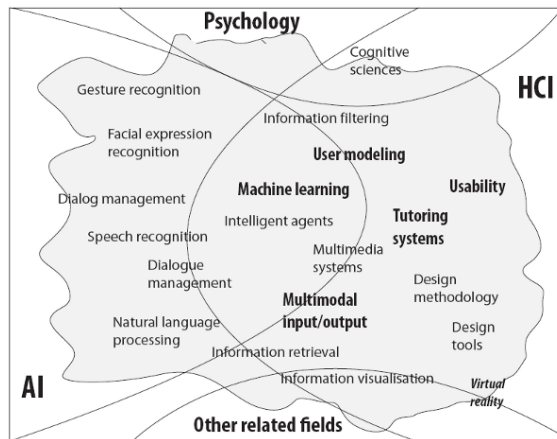 Psychology
Cognitive
sciences
HCI
Gesture recognition
Information filtering
Facial expression
recognition
User modeling
Machine learning
Usability
Dialog management
Intelligent agents
Tutoring
systems
Speech recognition
Multimedia
systems
Dialogue
management
Design
methodology
Multimodal
input/output
Natural language
processing
Design
tools
Information retrieval
Information visualisation
Virtual
reality
AI
Other related fields